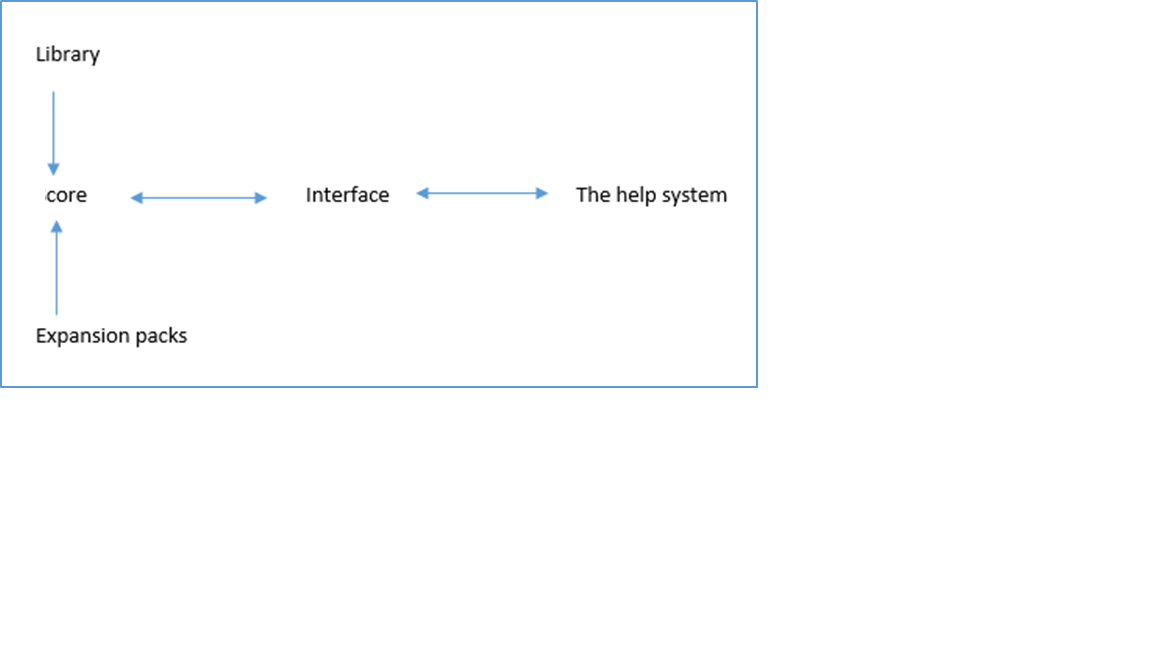 Library
core
Interface
The help system
Expansion packs